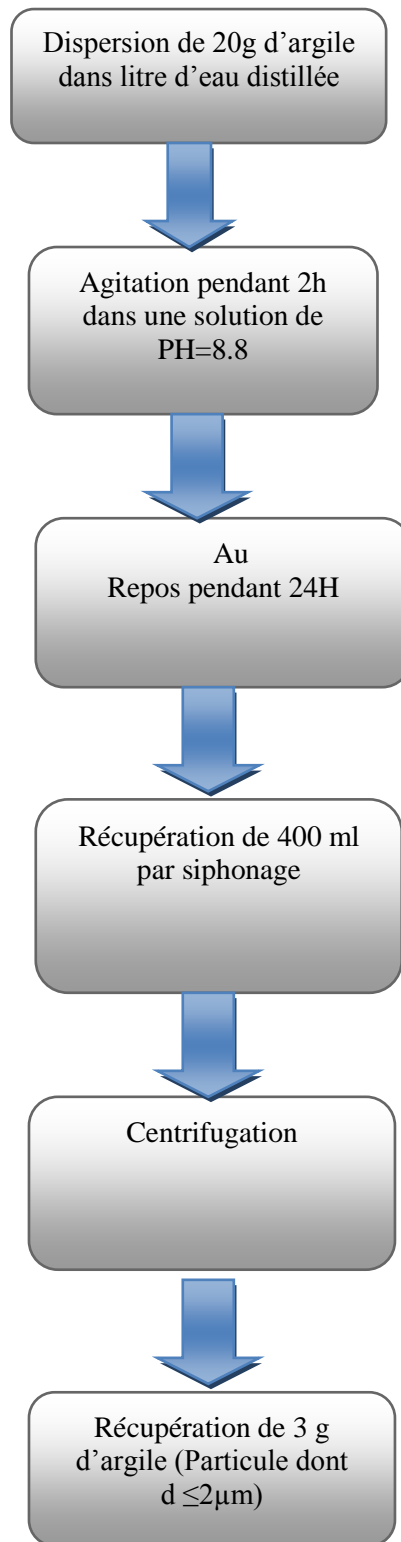 Dispersion de 20g d’argile
dans litre d’eau distillée
Agitation pendant 2h
dans une solution de
PH=8.8
Au
Repos pendant 24H
Récupération de 400 ml
par siphonage
Centrifugation
Récupération de 3 g
d’argile (Particule dont
d ≤2µm)